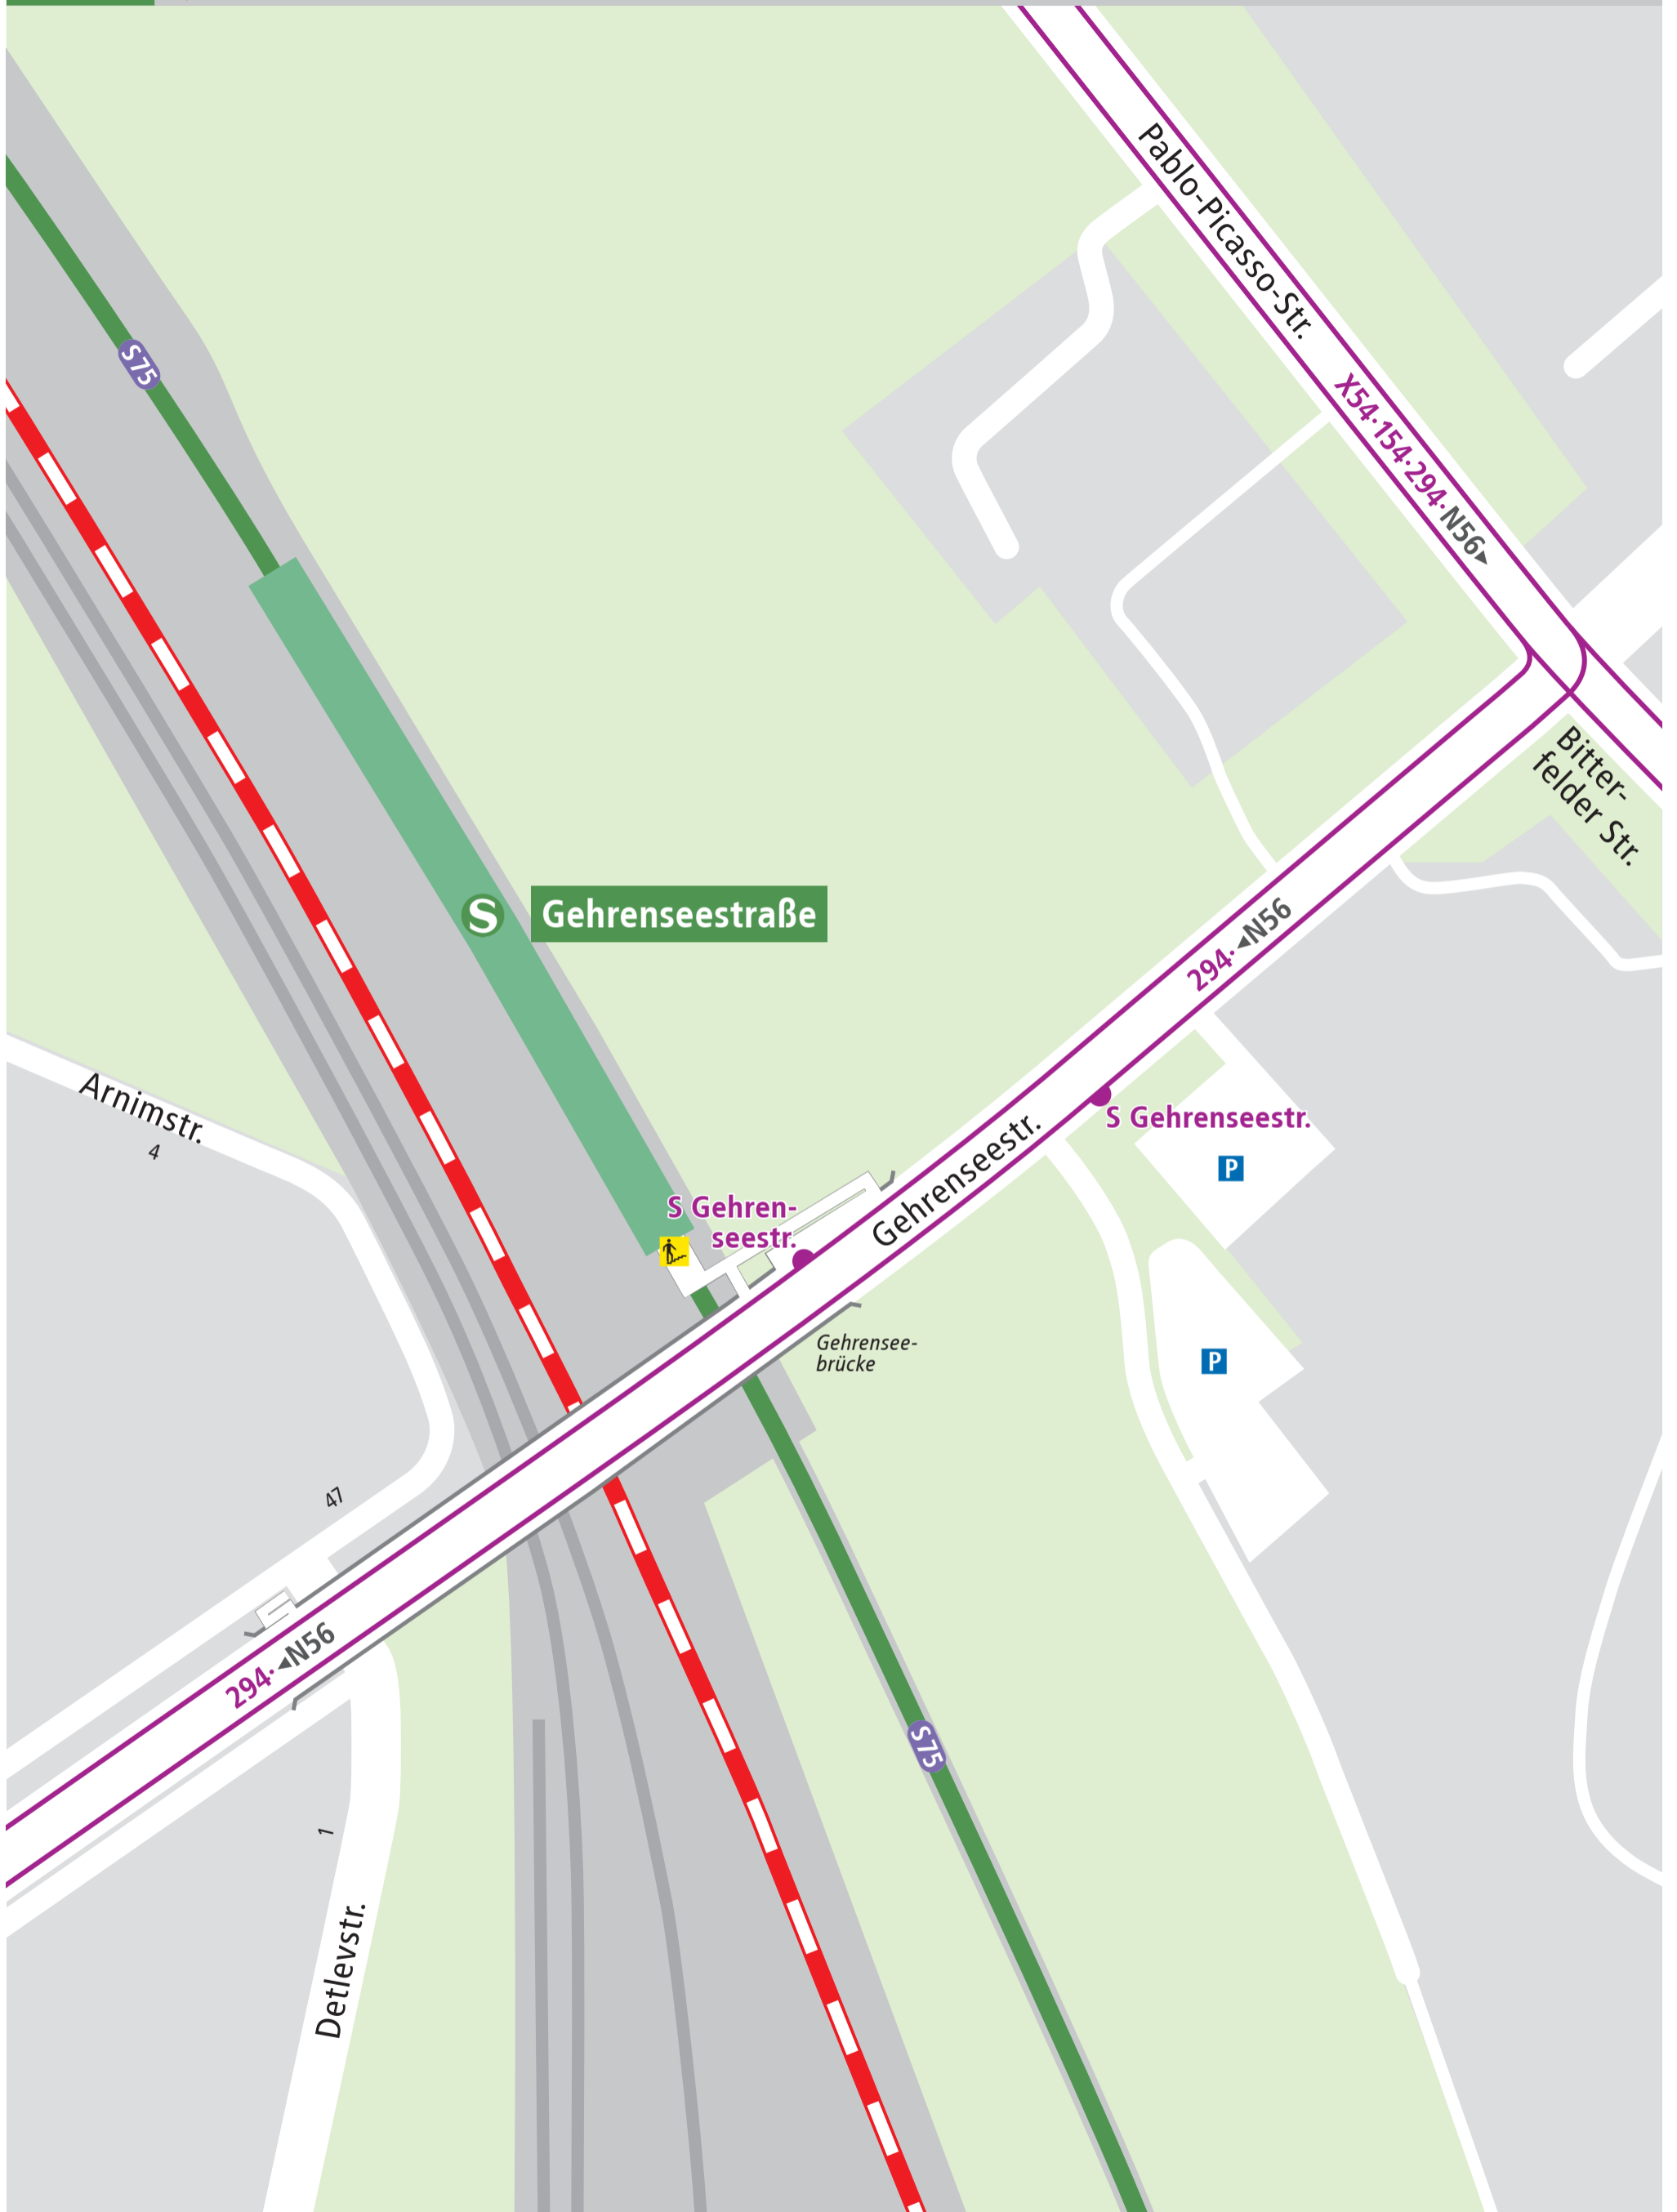 Pablo-Picasso-Str.
S75
X54·154·294·N56▸
Bitter-
felder Str.
S
Gehrenseestraße
294·◂N56
Arnimstr.
4
S Gehrenseestr.
P
Gehrenseestr.
S Gehren-
seestr.
Gehrensee-
brücke
P
47
294·◂N56
S75
1
Detlevstr.